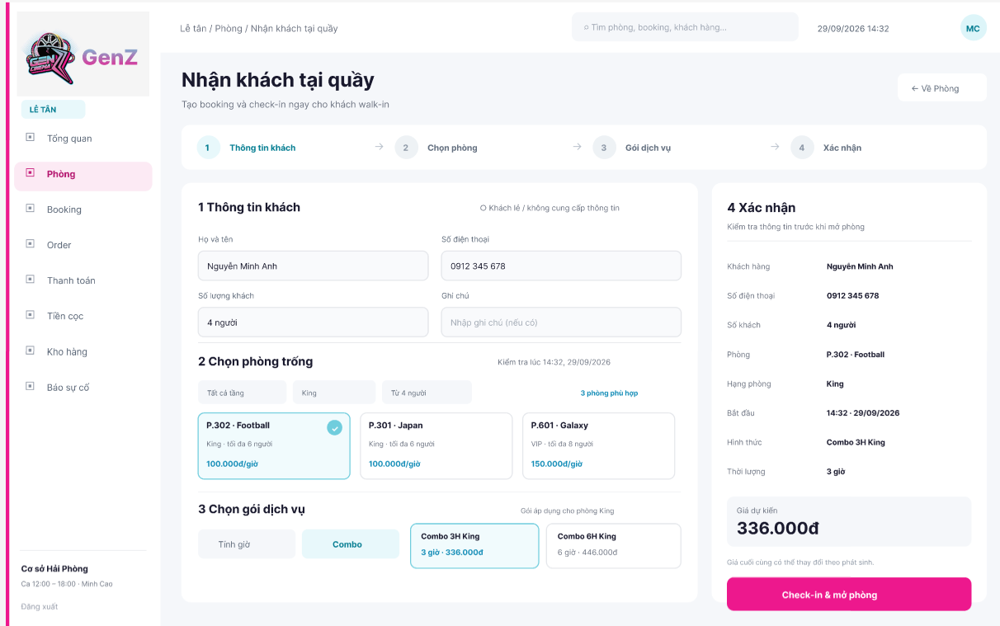 GEN
CINEMA
GenZ
LỄ TÂN
Tổng quan
Phòng
Booking
Order
Thanh toán
Tiền cọc
Kho hàng
Báo sự cố
Cơ sở Hải Phòng
Ca 12:00 – 18:00 · Minh Cao
Đăng xuất
Lễ tân / Phòng / Nhận khách tại quầy
Tìm phòng, booking, khách hàng...
29/09/2026 14:32
MC
Nhận khách tại quầy
Tạo booking và check-in ngay cho khách walk-in
← Về Phòng
1 Thông tin khách → 2 Chọn phòng → 3 Gói dịch vụ → 4 Xác nhận
1 Thông tin khách
Khách lẻ / không cung cấp thông tin
Họ và tên
Số điện thoại
Nguyễn Minh Anh
0912 345 678
Số lượng khách
Ghi chú
4 người
Nhập ghi chú (nếu có)
2 Chọn phòng trống
Kiểm tra lúc 14:32, 29/09/2026
Tất cả tầng
King
Từ 4 người
3 phòng phù hợp
P.302 · Football
King · tối đa 6 người
100.000đ/giờ
P.301 · Japan
King · tối đa 6 người
100.000đ/giờ
P.601 · Galaxy
VIP · tối đa 8 người
150.000đ/giờ
3 Chọn gói dịch vụ
Gói áp dụng cho phòng King
Tính giờ
Combo
Combo 3H King
3 giờ · 336.000đ
Combo 6H King
6 giờ · 446.000đ
4 Xác nhận
Kiểm tra thông tin trước khi mở phòng
Khách hàng Nguyễn Minh Anh
Số điện thoại 0912 345 678
Số khách 4 người
Phòng P.302 · Football
Hạng phòng King
Bắt đầu 14:32 · 29/09/2026
Hình thức Combo 3H King
Thời lượng 3 giờ
Giá dự kiến
336.000đ
Giá cuối cùng có thể thay đổi theo phát sinh.
Check-in & mở phòng